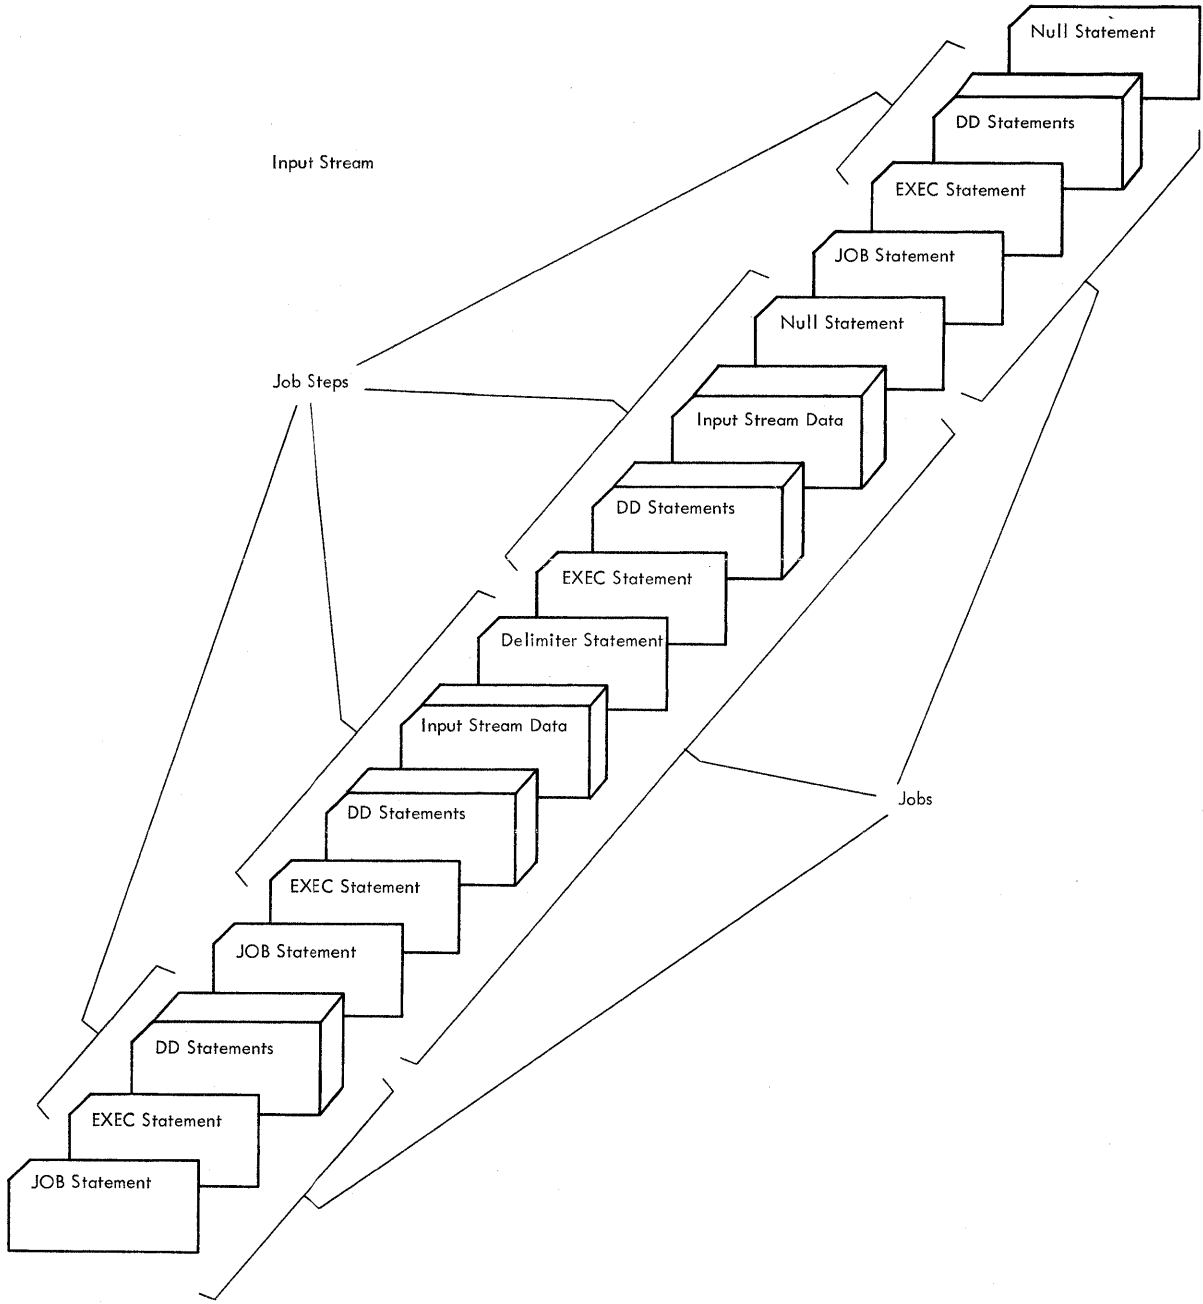 Null Statement
DD Statements
Input Stream
EXEC Statement
JOB Statement
Null Statement
Job Steps
Input Stream Data
DD Statements
EXEC Statement
Delimiter Statement
Input Stream Data
Jobs
DD Statements
EXEC Statement
JOB Statement
DD Statements
EXEC Statement
JOB Statement